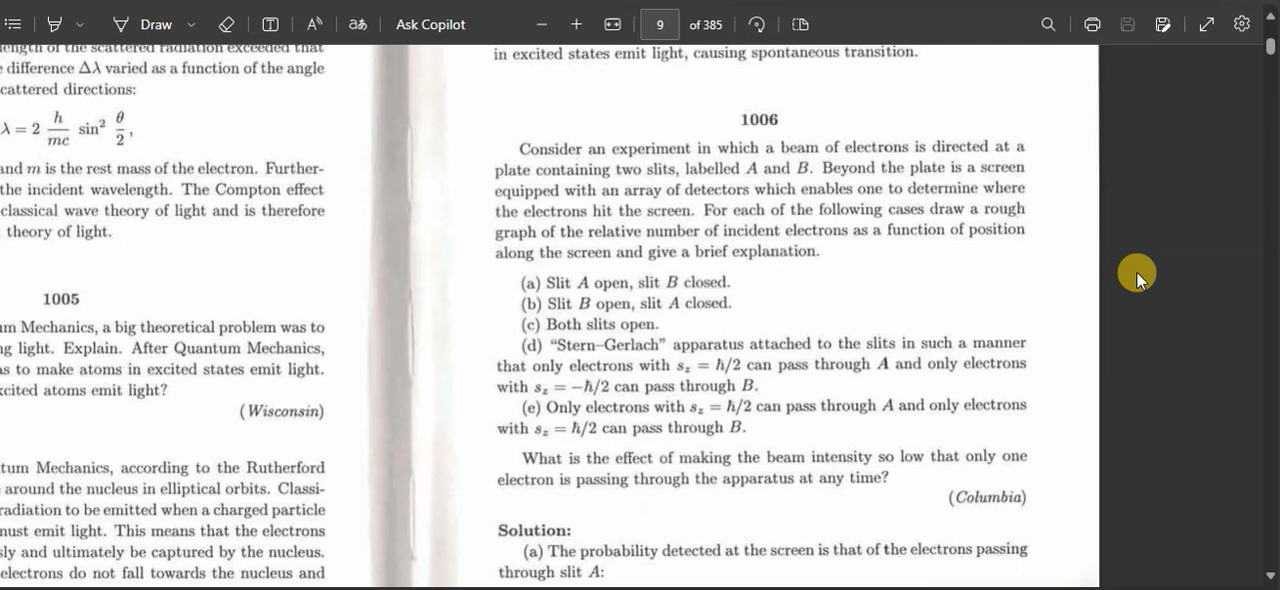 Draw
Ask Copilot
9
of 385
length of the scattered radiation exceeded that
difference Δλ varied as a function of the angle
cattered directions:
λ = 2 h/mc sin² θ/2 ,
and m is the rest mass of the electron. Further-
the incident wavelength. The Compton effect
classical wave theory of light and is therefore
theory of light.
1005
um Mechanics, a big theoretical problem was to
ng light. Explain. After Quantum Mechanics,
as to make atoms in excited states emit light.
xcited atoms emit light?
(Wisconsin)
tum Mechanics, according to the Rutherford
around the nucleus in elliptical orbits. Classi-
radiation to be emitted when a charged particle
must emit light. This means that the electrons
sly and ultimately be captured by the nucleus.
electrons do not fall towards the nucleus and
in excited states emit light, causing spontaneous transition.
1006
Consider an experiment in which a beam of electrons is directed at a
plate containing two slits, labelled A and B. Beyond the plate is a screen
equipped with an array of detectors which enables one to determine where
the electrons hit the screen. For each of the following cases draw a rough
graph of the relative number of incident electrons as a function of position
along the screen and give a brief explanation.
(a) Slit A open, slit B closed.
(b) Slit B open, slit A closed.
(c) Both slits open.
(d) “Stern–Gerlach” apparatus attached to the slits in such a manner
that only electrons with s_z = ħ/2 can pass through A and only electrons
with s_z = −ħ/2 can pass through B.
(e) Only electrons with s_z = ħ/2 can pass through A and only electrons
with s_z = ħ/2 can pass through B.
What is the effect of making the beam intensity so low that only one
electron is passing through the apparatus at any time?
(Columbia)
Solution:
(a) The probability detected at the screen is that of the electrons passing
through slit A: